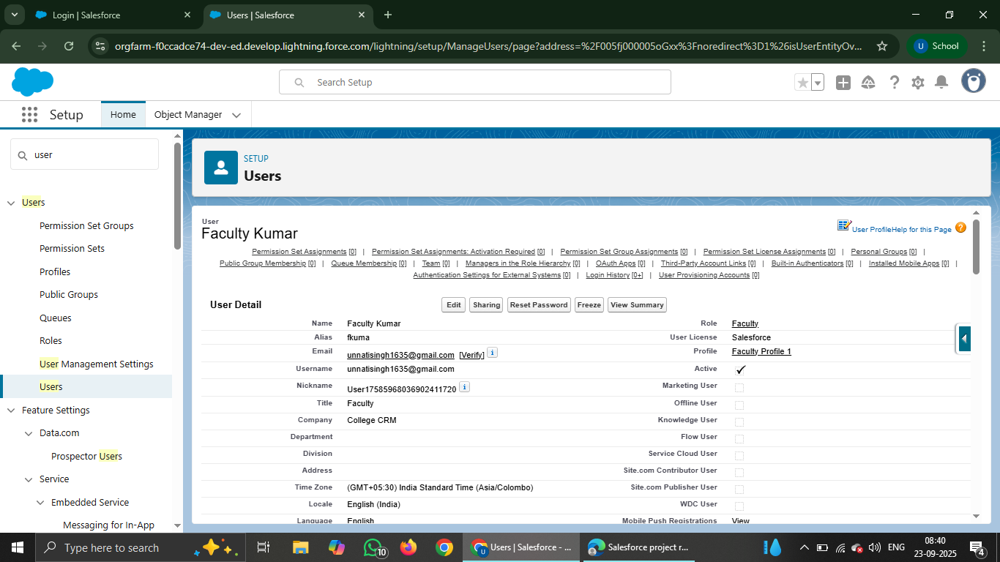 Login | Salesforce
Users | Salesforce
orgfarm-f0ccadce74-dev-ed.develop.lightning.force.com/lightning/setup/ManageUsers/page?address=%2F005fj000005oGxx%3Fnoredirect%3D1%26isUserEntityOv...
U School
Search Setup
Setup
Home
Object Manager
user
Users
Permission Set Groups
Permission Sets
Profiles
Public Groups
Queues
Roles
User Management Settings
Users
Feature Settings
Data.com
Prospector Users
Service
Embedded Service
Messaging for In-App
SETUP
Users
User
Faculty Kumar
User Profile Help for this Page ?
Permission Set Assignments [0] | Permission Set Assignments: Activation Required [0] | Permission Set Group Assignments [0] | Permission Set License Assignments [0] | Personal Groups [0] |
Public Group Membership [0] | Queue Membership [0] | Team [0] | Managers in the Role Hierarchy [0] | OAuth Apps [0] | Third-Party Account Links [0] | Built-in Authenticators [0] | Installed Mobile Apps [0] |
Authentication Settings for External Systems [0] | Login History [0+] | User Provisioning Accounts [0]
User Detail
Edit Sharing Reset Password Freeze View Summary
Name Faculty Kumar Role Faculty
Alias fkuma User License Salesforce
Email unnatisingh1635@gmail.com [Verify] i Profile Faculty Profile 1
Username unnatisingh1635@gmail.com Active
Nickname User17585968036902411720 i Marketing User
Title Faculty Offline User
Company College CRM Knowledge User
Department Flow User
Division Service Cloud User
Address Site.com Contributor User
Time Zone (GMT+05:30) India Standard Time (Asia/Colombo) Site.com Publisher User
Locale English (India) WDC User
Language English Mobile Push Registrations View
Type here to search
10
U
Users | Salesforce - ...
Salesforce project r...
ENG
08:40
23-09-2025
4